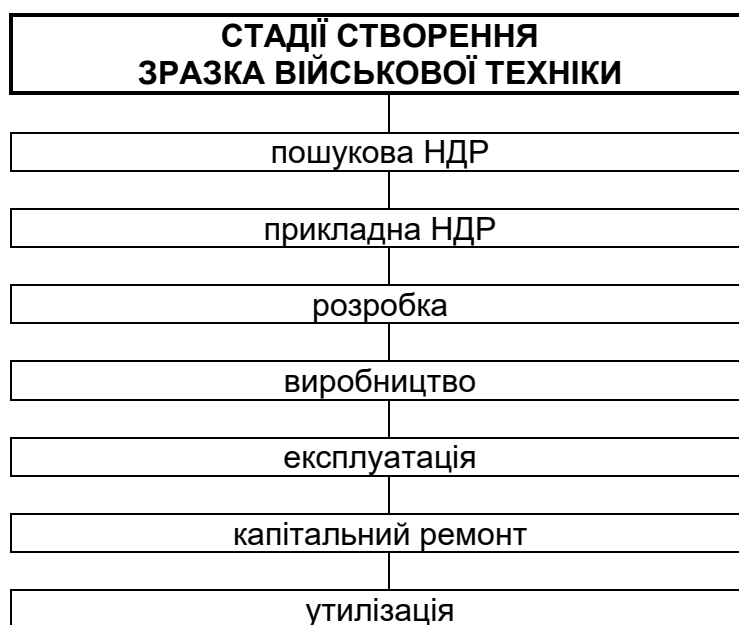 СТАДІЇ СТВОРЕННЯ
ЗРАЗКА ВІЙСЬКОВОЇ ТЕХНІКИ
пошукова НДР
прикладна НДР
розробка
виробництво
експлуатація
капітальний ремонт
утилізація